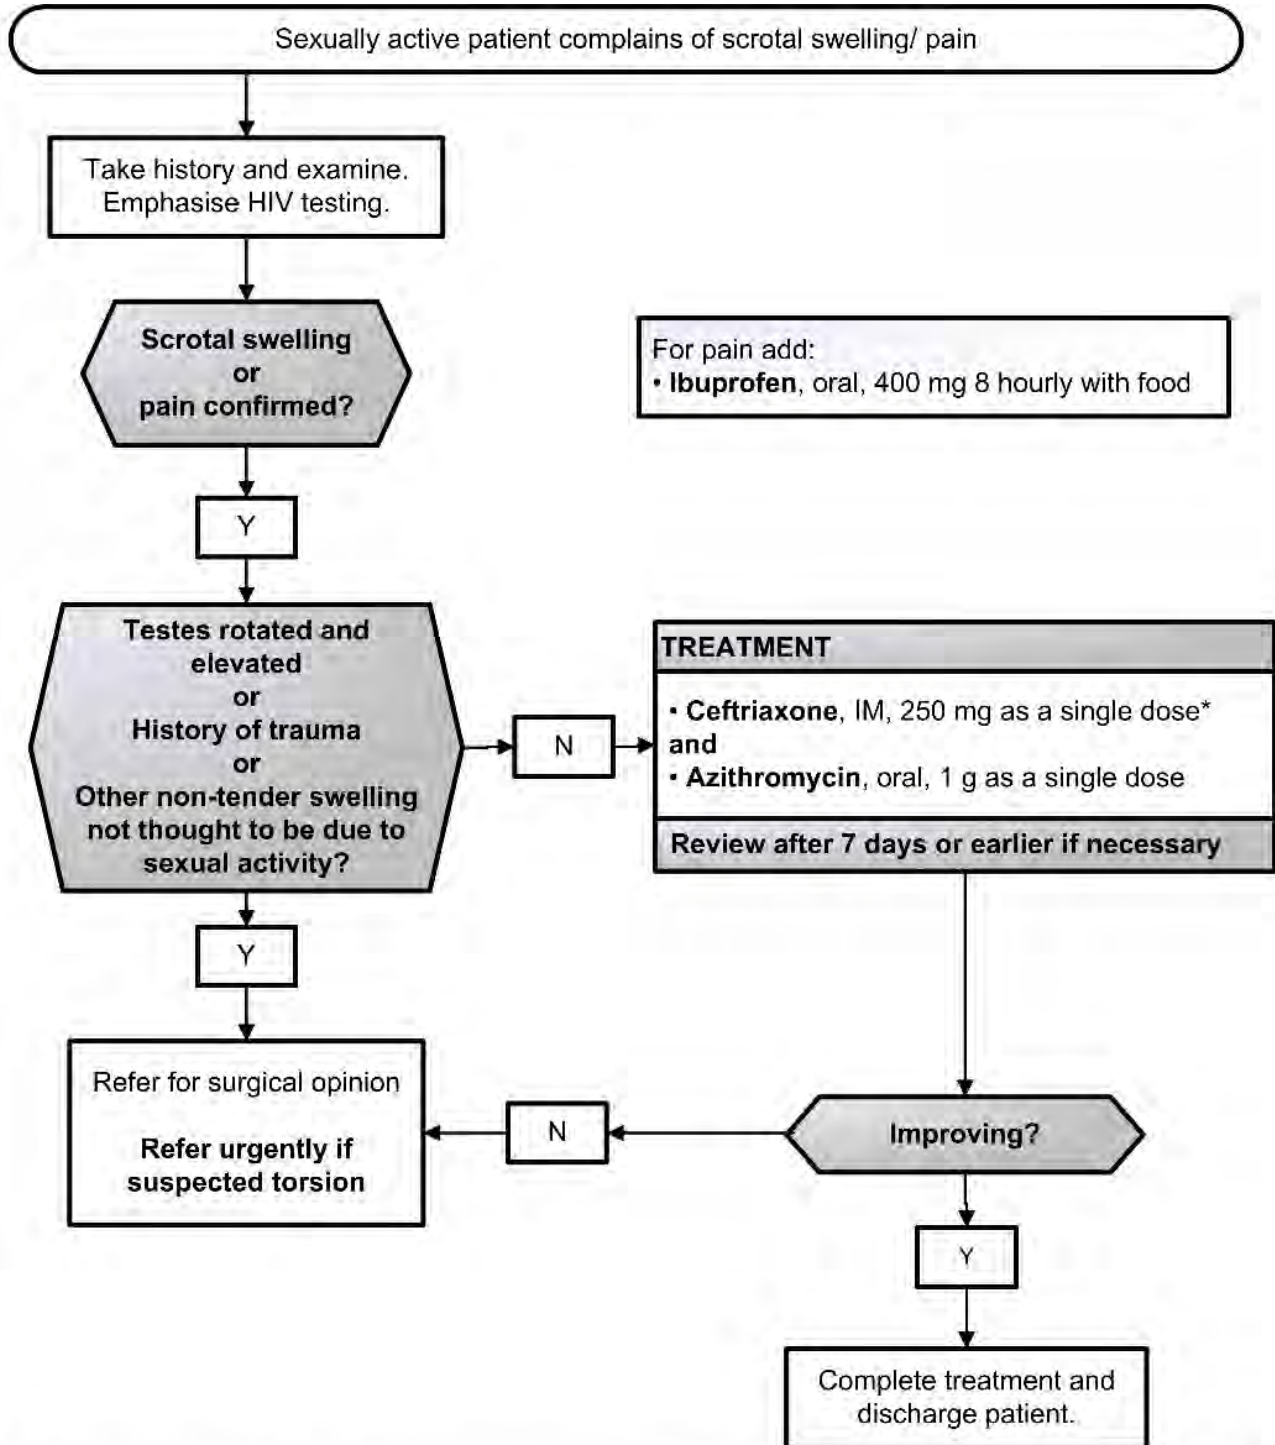 Sexually active patient complains of scrotal swelling/ pain
Take history and examine.
Emphasise HIV testing.
Scrotal swelling
or
pain confirmed?
For pain add:
• Ibuprofen, oral, 400 mg 8 hourly with food
Y
Testes rotated and
elevated
or
History of trauma
or
Other non-tender swelling
not thought to be due to
sexual activity?
N
TREATMENT
• Ceftriaxone, IM, 250 mg as a single dose*
and
• Azithromycin, oral, 1 g as a single dose
Review after 7 days or earlier if necessary
Y
Refer for surgical opinion
Refer urgently if
suspected torsion
N
Improving?
Y
Complete treatment and
discharge patient.